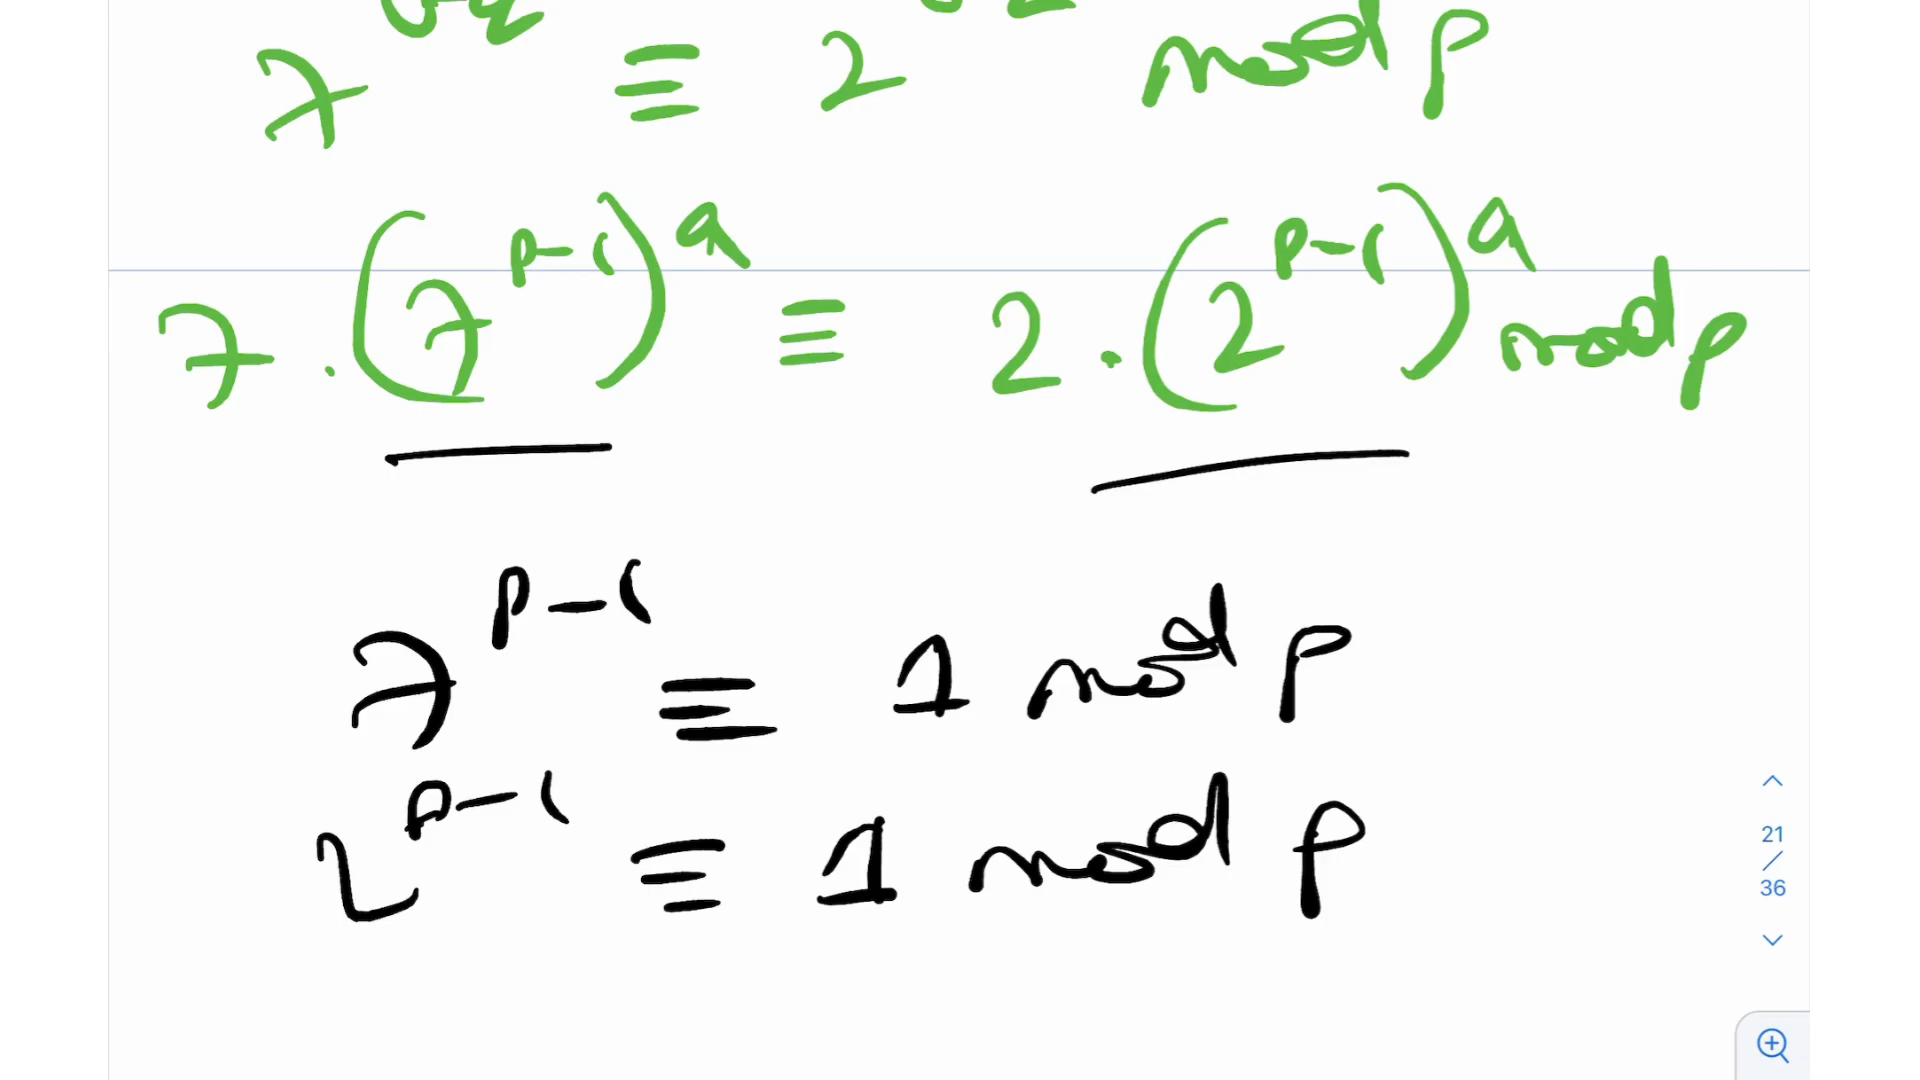 7 ≡ 2 mod p
7 · (7^{p-1})^a ≡ 2 · (2^{p-1})^a mod p
7^{p-1} ≡ 1 mod p
2^{p-1} ≡ 1 mod p
21
/
36